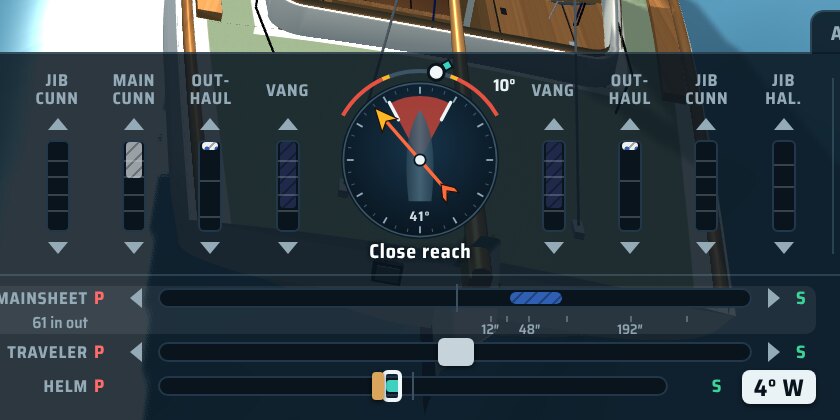 A
JIB CUNN
MAIN CUNN
OUT-HAUL
VANG
10°
VANG
OUT-HAUL
JIB CUNN
JIB HAL.
41°
Close reach
MAINSHEET P
S
61 in out
12" 48" 192"
TRAVELER P
S
HELM P
S
4° W